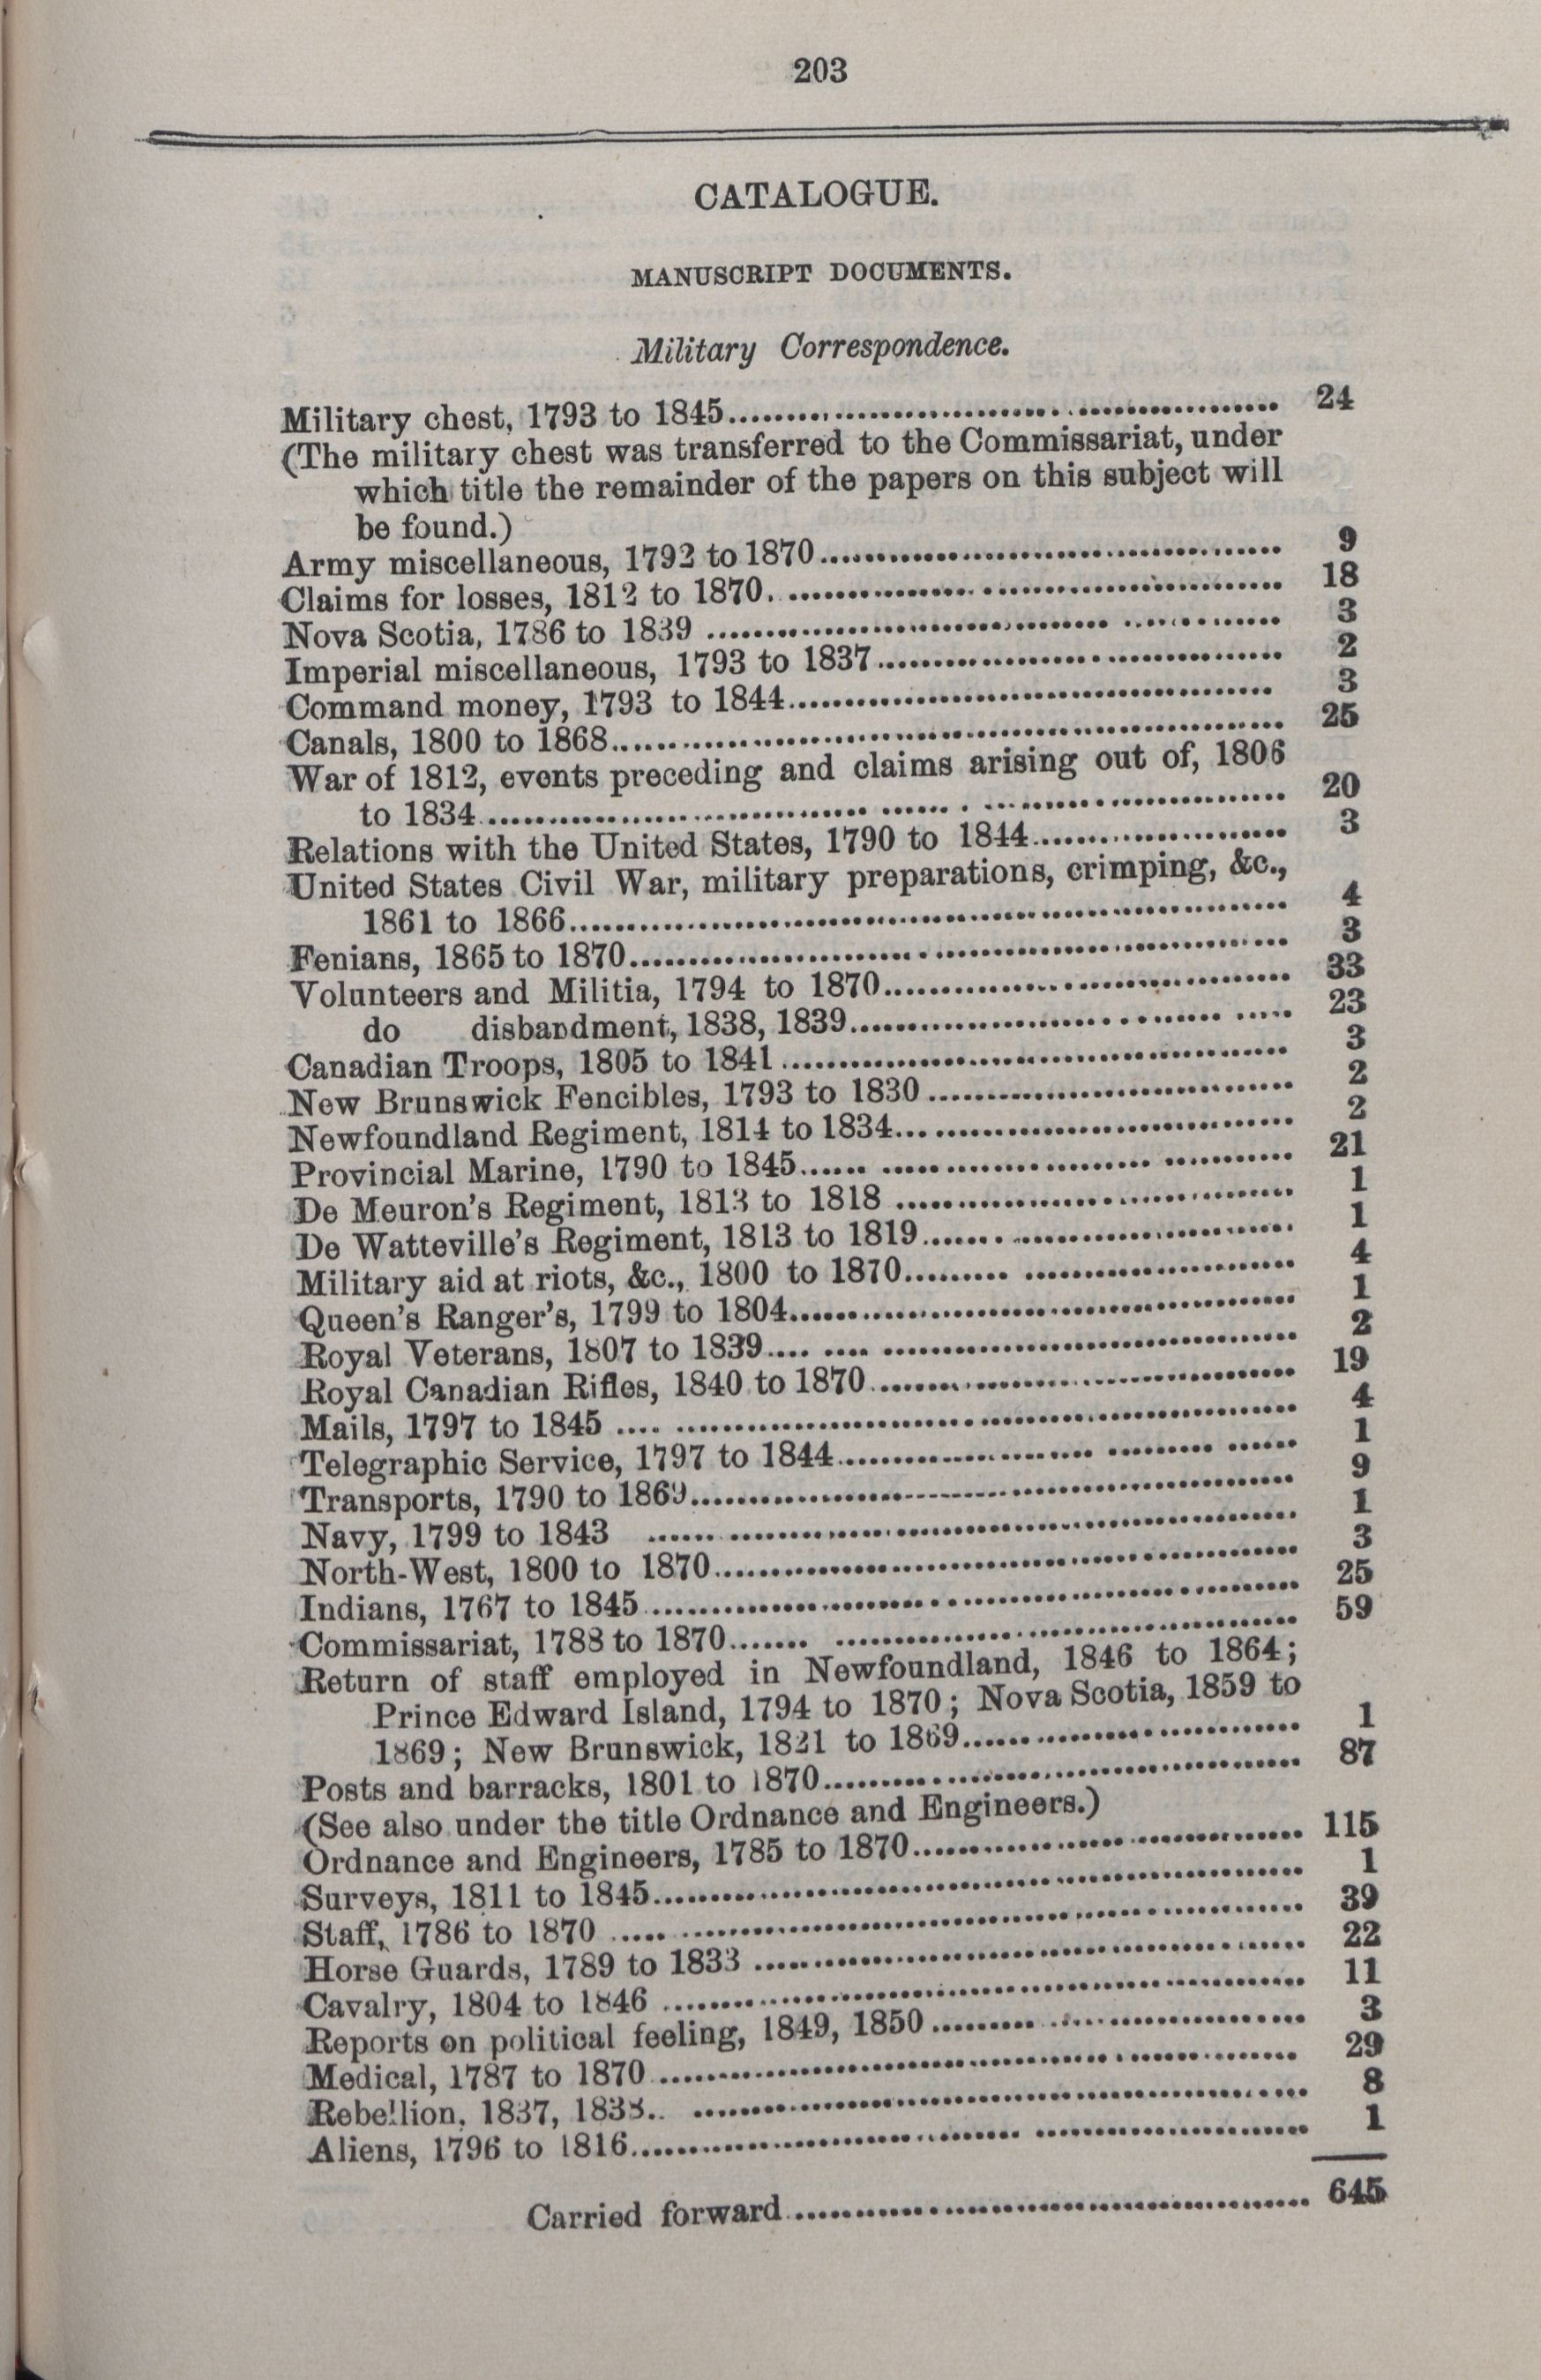 203
CATALOGUE.
MANUSCRIPT DOCUMENTS.
Military Correspondence.
Military chest, 1793 to 1845........ 24
(The military chest was transferred to the Commissariat, under
which title the remainder of the papers on this subject will
be found.)
Army miscellaneous, 1792 to 1870........ 9
Claims for losses, 1812 to 1870........ 18
Nova Scotia, 1786 to 1839........ 3
Imperial miscellaneous, 1793 to 1837........ 2
Command money, 1793 to 1844........ 3
Canals, 1800 to 1868........ 25
War of 1812, events preceding and claims arising out of, 1806
to 1834........ 20
Relations with the United States, 1790 to 1844........ 3
United States Civil War, military preparations, crimping, &c.,
1861 to 1866........ 4
Fenians, 1865 to 1870........ 3
Volunteers and Militia, 1794 to 1870........ 33
do disbandment, 1838, 1839........ 23
Canadian Troops, 1805 to 1841........ 3
New Brunswick Fencibles, 1793 to 1830........ 2
Newfoundland Regiment, 1814 to 1834........ 2
Provincial Marine, 1790 to 1845........ 21
De Meuron's Regiment, 1813 to 1818........ 1
De Watteville's Regiment, 1813 to 1819........ 1
Military aid at riots, &c., 1800 to 1870........ 4
Queen's Ranger's, 1799 to 1804........ 1
Royal Veterans, 1807 to 1839........ 2
Royal Canadian Rifles, 1840 to 1870........ 19
Mails, 1797 to 1845........ 4
Telegraphic Service, 1797 to 1844........ 1
Transports, 1790 to 1869........ 9
Navy, 1799 to 1843........ 1
North-West, 1800 to 1870........ 3
Indians, 1767 to 1845........ 25
Commissariat, 1788 to 1870........ 59
Return of staff employed in Newfoundland, 1846 to 1864;
Prince Edward Island, 1794 to 1870; Nova Scotia, 1859 to
1869; New Brunswick, 1821 to 1869........ 1
Posts and barracks, 1801 to 1870........ 87
(See also under the title Ordnance and Engineers.)
Ordnance and Engineers, 1785 to 1870........ 115
Surveys, 1811 to 1845........ 1
Staff, 1786 to 1870........ 39
Horse Guards, 1789 to 1833........ 22
Cavalry, 1804 to 1846........ 11
Reports on political feeling, 1849, 1850........ 3
Medical, 1787 to 1870........ 29
Rebellion, 1837, 1838........ 8
Aliens, 1796 to 1816........ 1
Carried forward........ 645